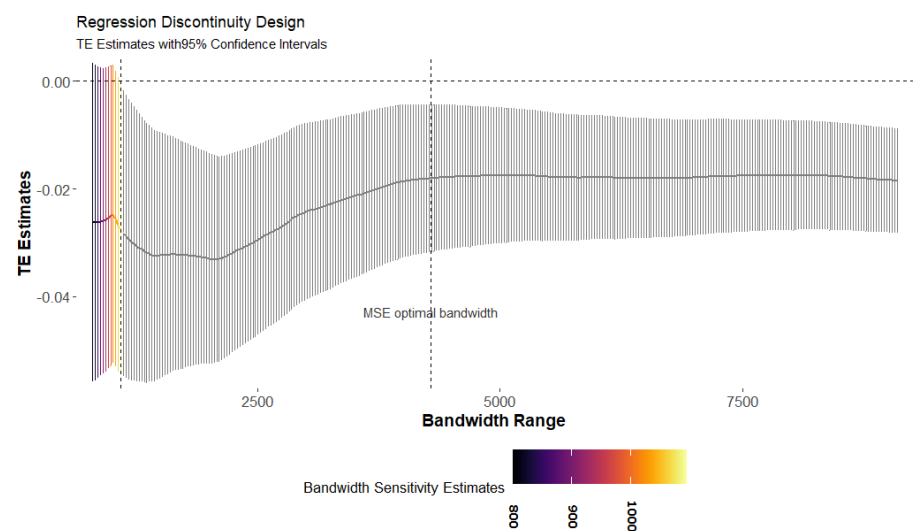 Regression Discontinuity Design
TE Estimates with95% Confidence Intervals
TE Estimates
0.00
-0.02
-0.04
MSE optimal bandwidth
2500
5000
7500
Bandwidth Range
Bandwidth Sensitivity Estimates
800
900
1000